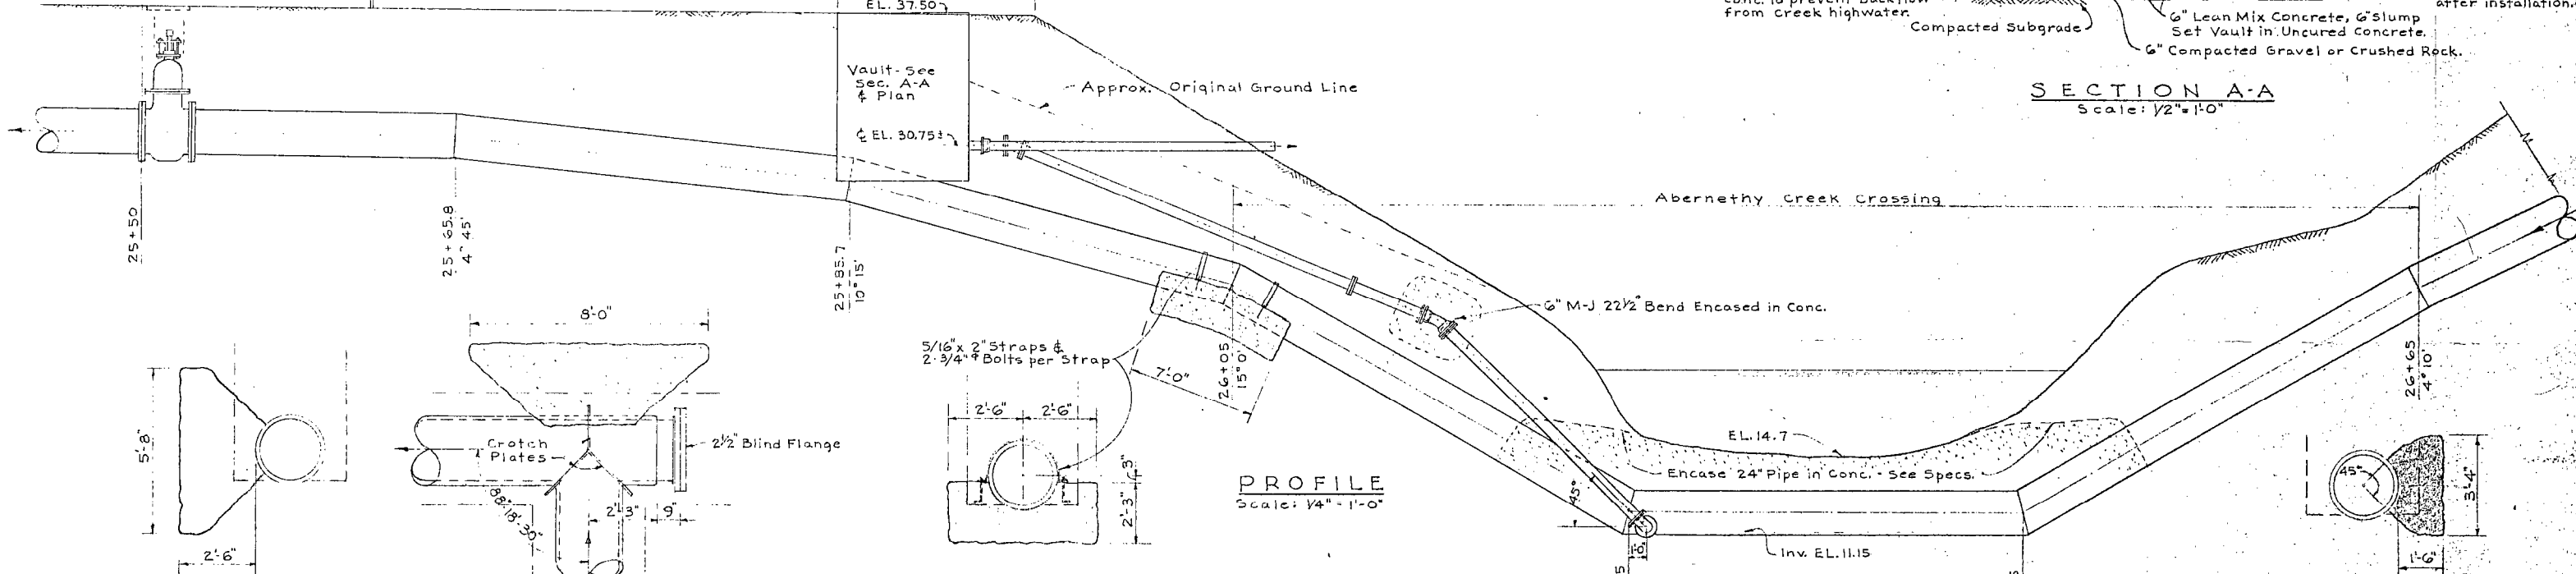 EL. 37.50
from Creek highwater.
Compacted Subgrade
6" Lean Mix Concrete, 6" Slump
Set Vault in Uncured Concrete.
6" Compacted Gravel or Crushed Rock.
after installation.
SECTION A-A
Scale: 1/2"=1'-0"
Vault - See
Sec. A-A
& Plan
℄ EL. 30.75±
Approx. Original Ground Line
Abernethy Creek Crossing
25+50
25+65.8
4° 45'
25+85.7
10° 15'
26+05
15° 0'
26+65
4° 10'
6" M-J 22 1/2° Bend Encased in Conc.
5/16" x 2" Straps &
2-3/4" ϕ Bolts per Strap
7'-0"
8'-0"
5'-8"
2'-6"
Crotch
Plates
2 1/2" Blind Flange
88°-18'-30"
2'-3"
9"
2'-6"
2'-6"
3"
2'-3"
PROFILE
Scale: 1/4" - 1'-0"
EL. 14.7
Encase 24" Pipe in Conc. - See Specs.
45°
1'-0"
Inv. EL. 11.15
45°
3'-4"
1'-6"